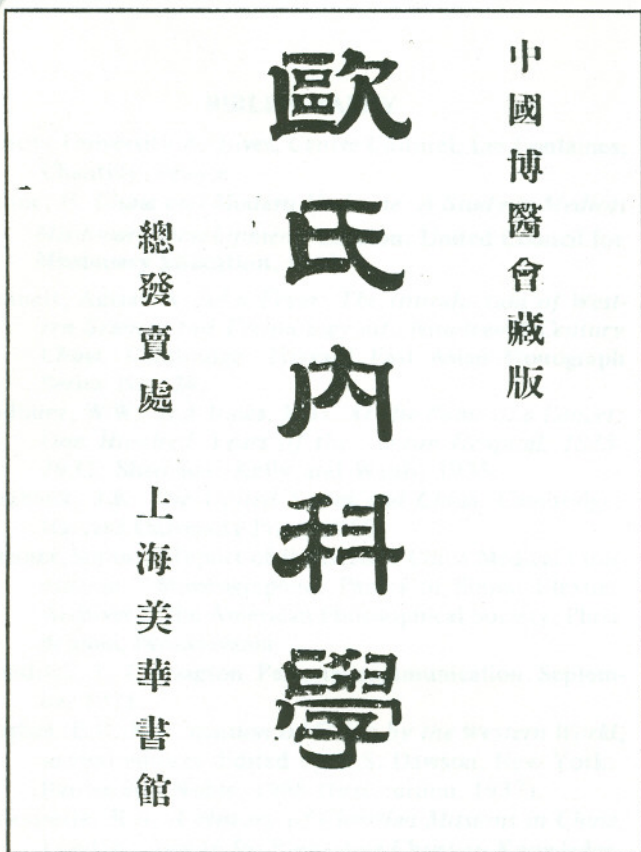 中國博醫會藏版
歐氏內科學
總發賣處 上海美華書館